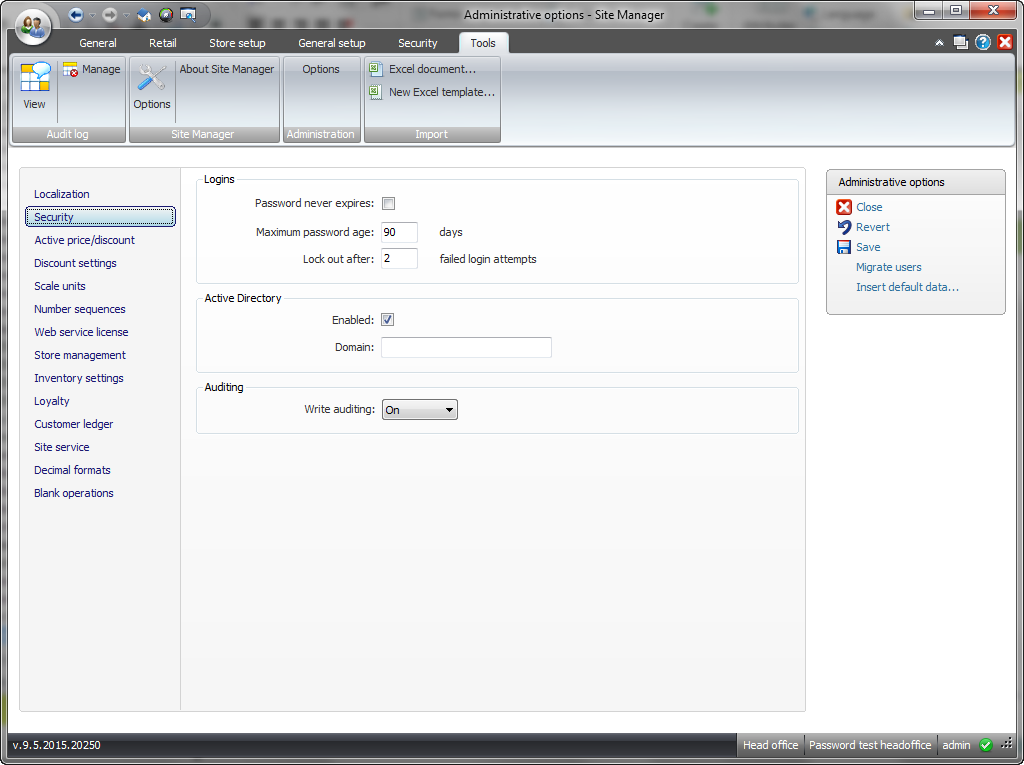 Administrative options - Site Manager
General Retail Store setup General setup Security Tools
View
Manage
Audit log
Options
About Site Manager
Site Manager
Options
Administration
Excel document...
New Excel template...
Import
Localization
Security
Active price/discount
Discount settings
Scale units
Number sequences
Web service license
Store management
Inventory settings
Loyalty
Customer ledger
Site service
Decimal formats
Blank operations
Logins
Password never expires:
Maximum password age: 90 days
Lock out after: 2 failed login attempts
Active Directory
Enabled:
Domain:
Auditing
Write auditing: On
Administrative options
Close
Revert
Save
Migrate users
Insert default data...
v.9.5.2015.20250
Head office Password test headoffice admin